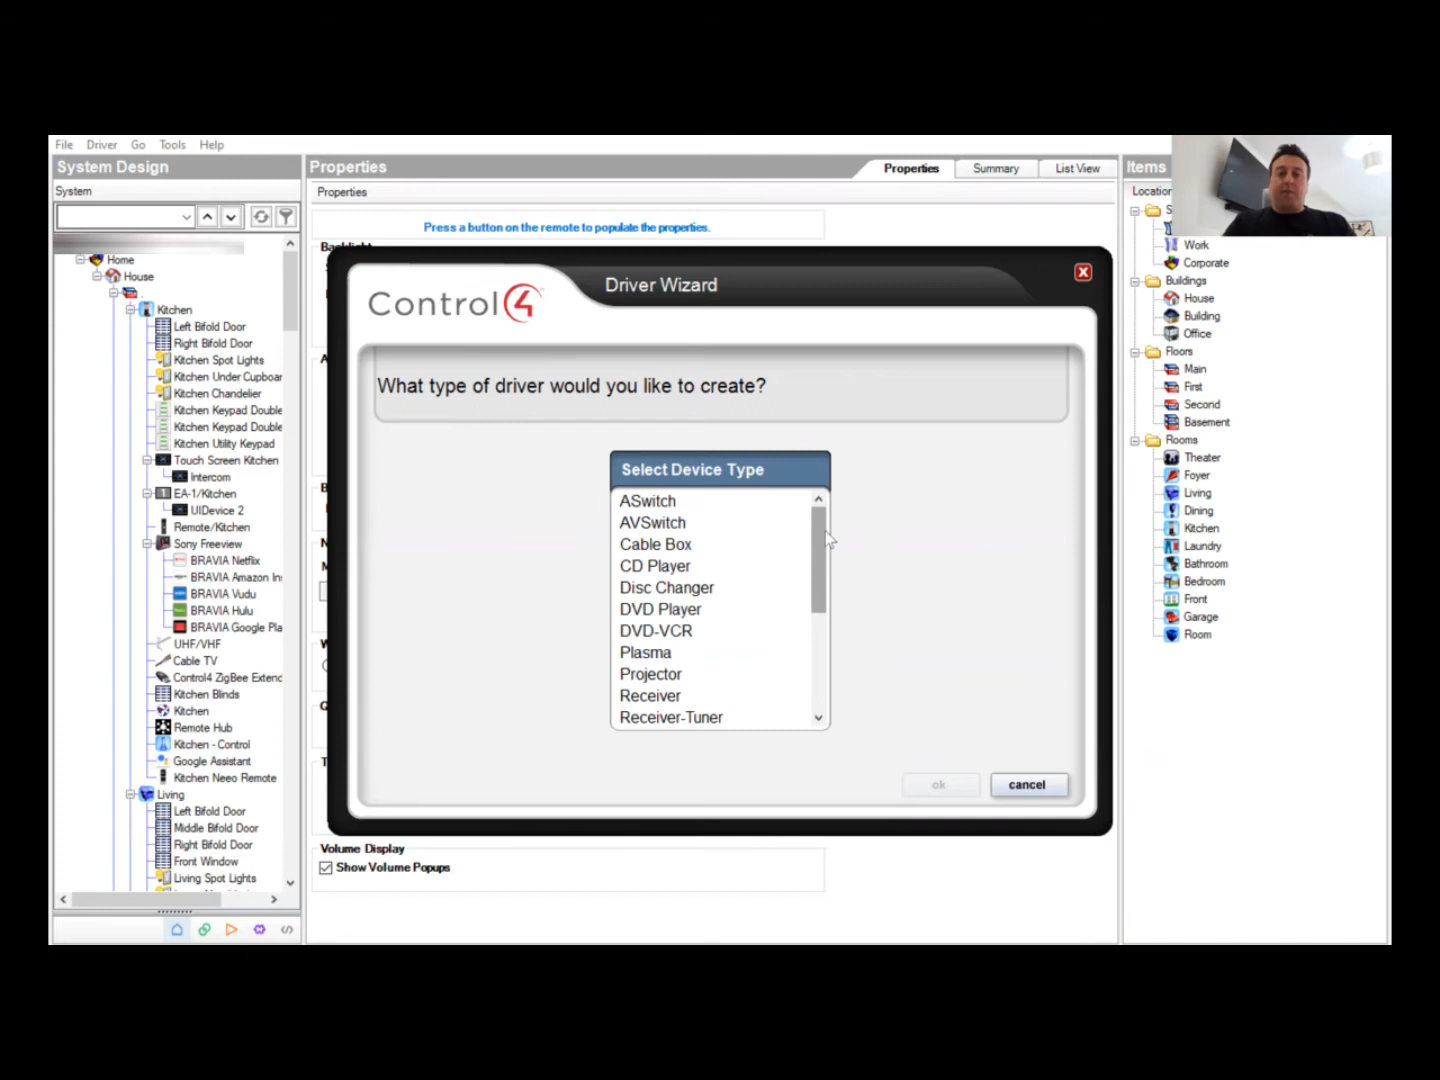 File Driver Go Tools Help
System Design
System
Home
House
Kitchen
Left Bifold Door
Right Bifold Door
Kitchen Spot Lights
Kitchen Under Cupboar
Kitchen Chandelier
Kitchen Keypad Double
Kitchen Keypad Double
Kitchen Utility Keypad
Touch Screen Kitchen
Intercom
EA-1/Kitchen
UIDevice 2
Remote/Kitchen
Sony Freeview
BRAVIA Netflix
BRAVIA Amazon In
BRAVIA Vudu
BRAVIA Hulu
BRAVIA Google Pla
UHF/VHF
Cable TV
Control4 ZigBee Extend
Kitchen Blinds
Kitchen
Remote Hub
Kitchen - Control
Google Assistant
Kitchen Neeo Remote
Living
Left Bifold Door
Middle Bifold Door
Right Bifold Door
Front Window
Living Spot Lights
Properties
Properties Summary List View
Properties
Press a button on the remote to populate the properties.
Backlight
Control4
Driver Wizard
What type of driver would you like to create?
Select Device Type
ASwitch
AVSwitch
Cable Box
CD Player
Disc Changer
DVD Player
DVD-VCR
Plasma
Projector
Receiver
Receiver-Tuner
ok cancel
Volume Display
Show Volume Popups
Items
Locatio
S
Work
Corporate
Buildings
House
Building
Office
Floors
Main
First
Second
Basement
Rooms
Theater
Foyer
Living
Dining
Kitchen
Laundry
Bathroom
Bedroom
Front
Garage
Room